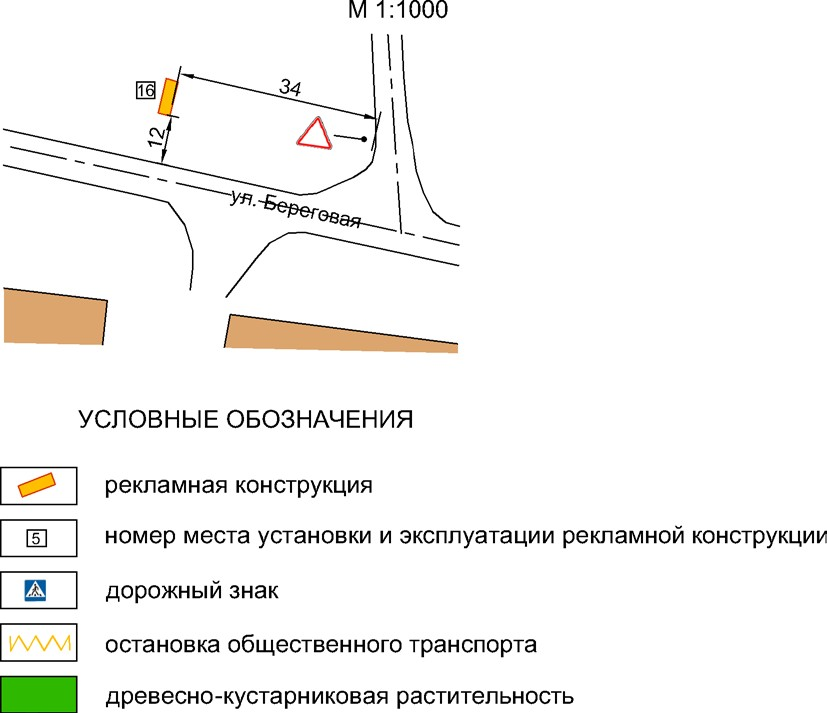 М 1:1000
16
34
12
ул. Береговая
УСЛОВНЫЕ ОБОЗНАЧЕНИЯ
рекламная конструкция
5
номер места установки и эксплуатации рекламной конструкции
дорожный знак
остановка общественного транспорта
древесно-кустарниковая растительность